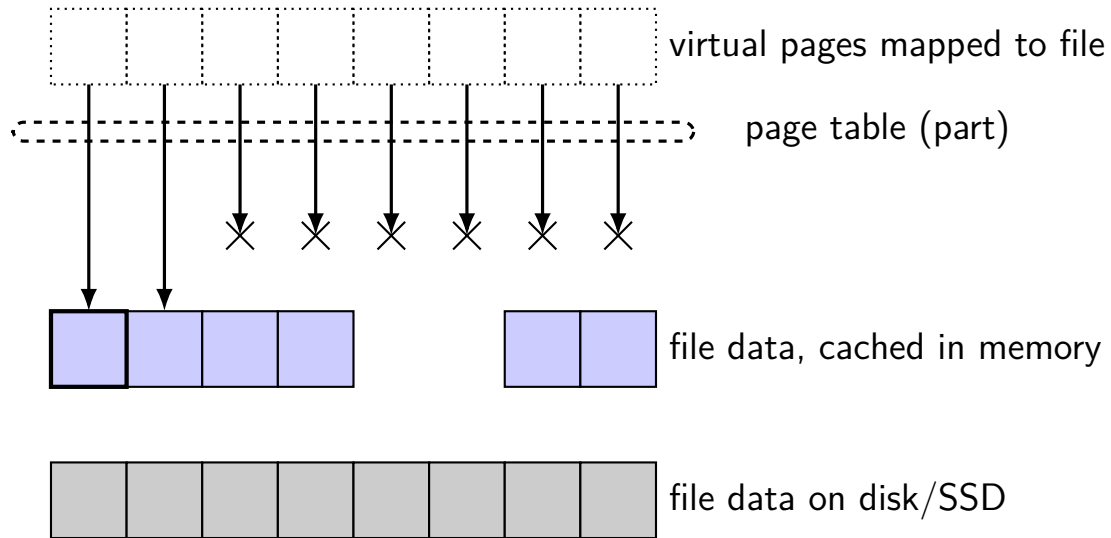 virtual pages mapped to file
page table (part)
file data, cached in memory
file data on disk/SSD